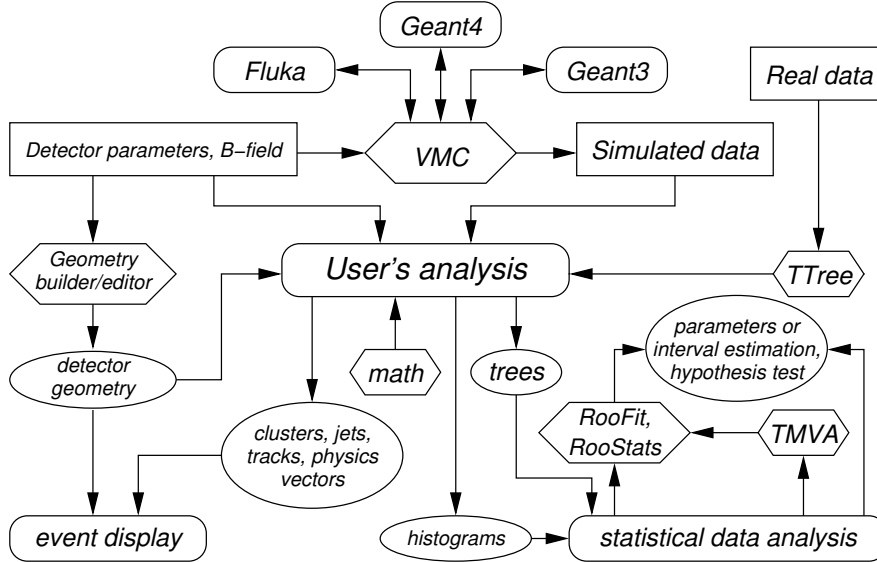 Geant4
Fluka
Geant3
Real data
Detector parameters, B−field
VMC
Simulated data
Geometry
builder/editor
User's analysis
TTree
detector
geometry
math
trees
parameters or
interval estimation,
hypothesis test
clusters, jets,
tracks, physics
vectors
RooFit,
RooStats
TMVA
event display
histograms
statistical data analysis